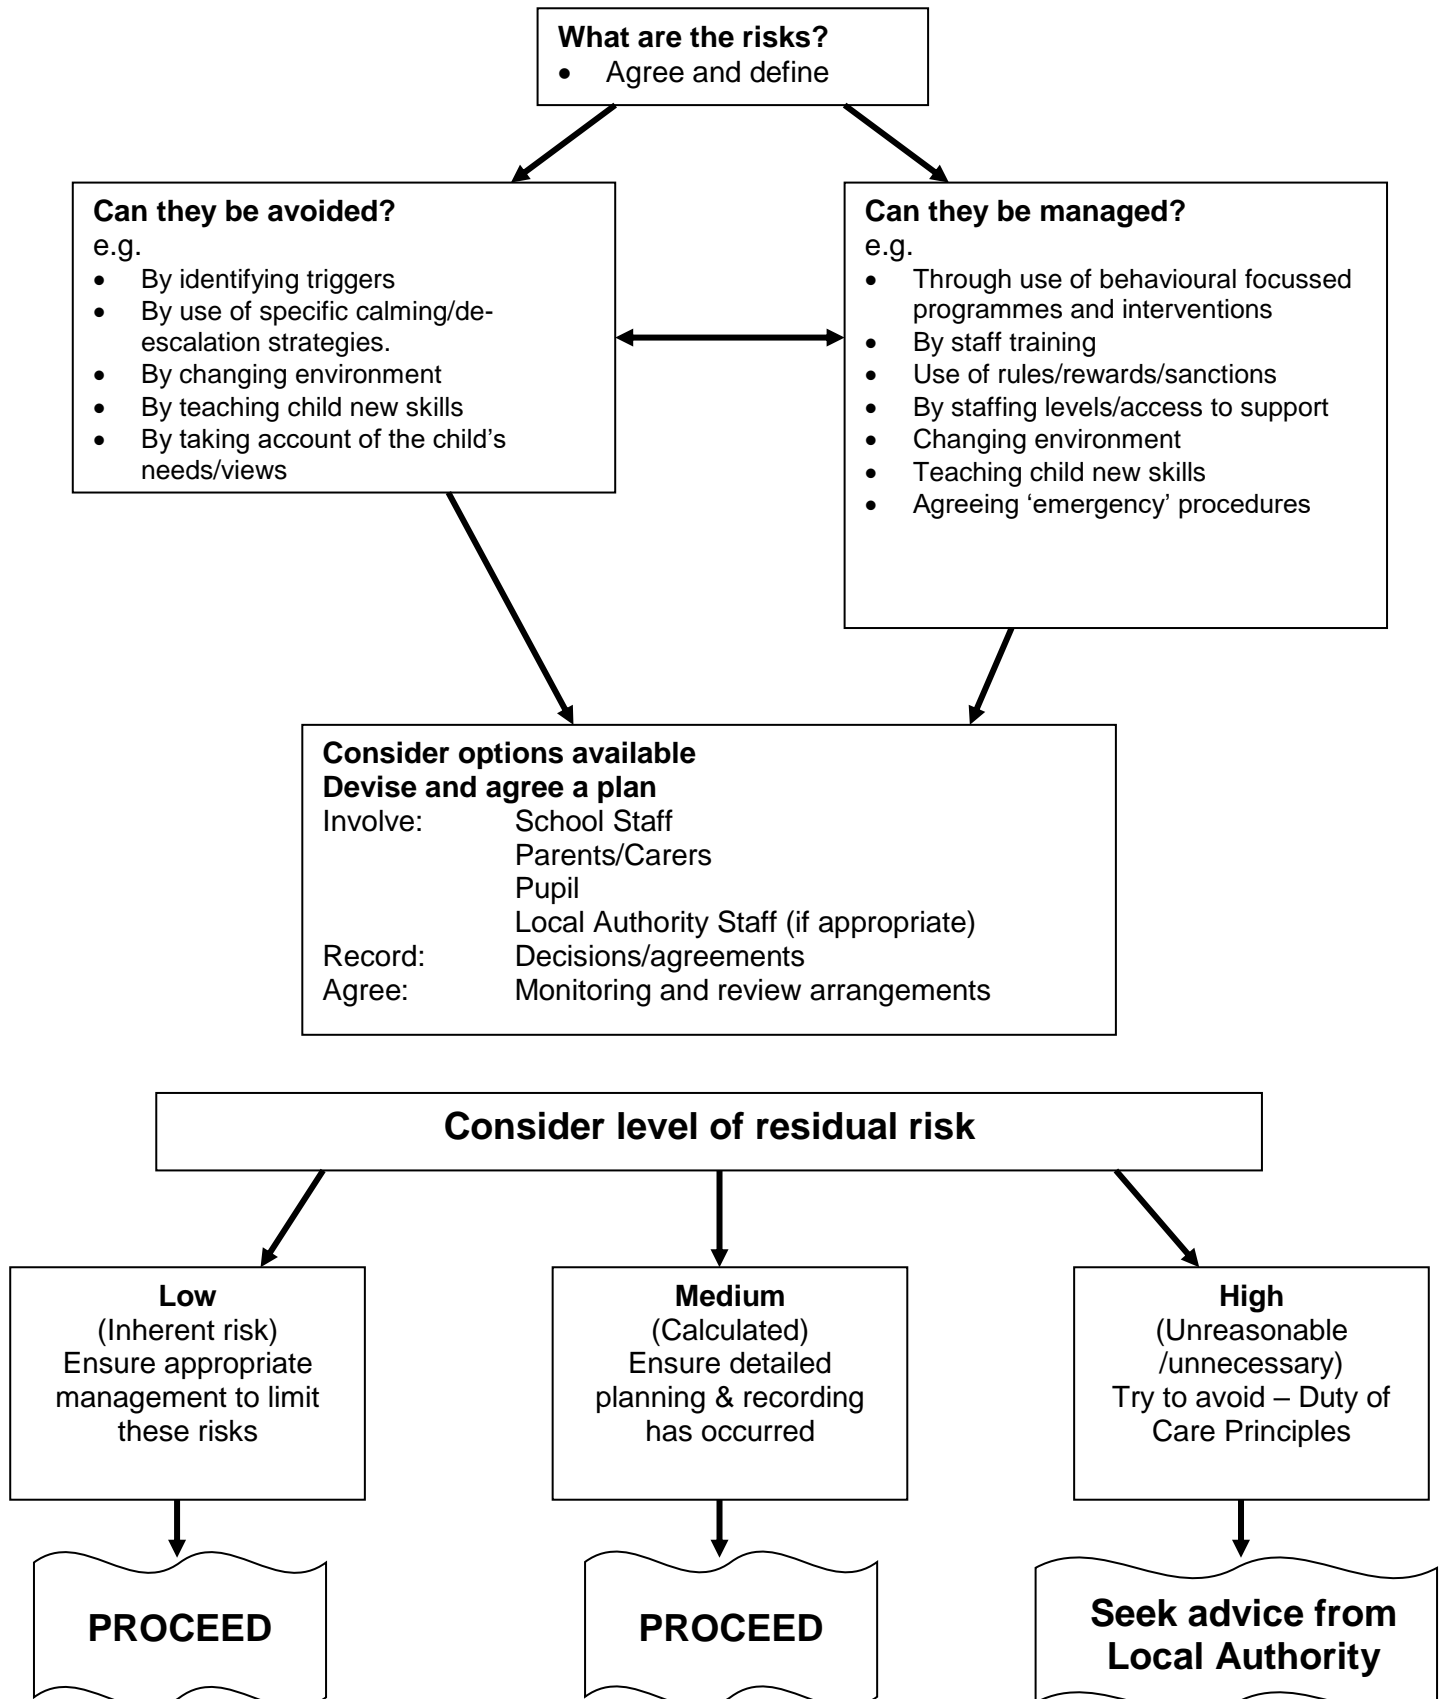 What are the risks?
• Agree and define
Can they be avoided?
e.g.
• By identifying triggers
• By use of specific calming/de-
escalation strategies.
• By changing environment
• By teaching child new skills
• By taking account of the child’s
needs/views
Can they be managed?
e.g.
• Through use of behavioural focussed
programmes and interventions
• By staff training
• Use of rules/rewards/sanctions
• By staffing levels/access to support
• Changing environment
• Teaching child new skills
• Agreeing ‘emergency’ procedures
Consider options available
Devise and agree a plan
Involve: School Staff
Parents/Carers
Pupil
Local Authority Staff (if appropriate)
Record: Decisions/agreements
Agree: Monitoring and review arrangements
Consider level of residual risk
Low
(Inherent risk)
Ensure appropriate
management to limit
these risks
Medium
(Calculated)
Ensure detailed
planning & recording
has occurred
High
(Unreasonable
/unnecessary)
Try to avoid – Duty of
Care Principles
PROCEED
PROCEED
Seek advice from
Local Authority